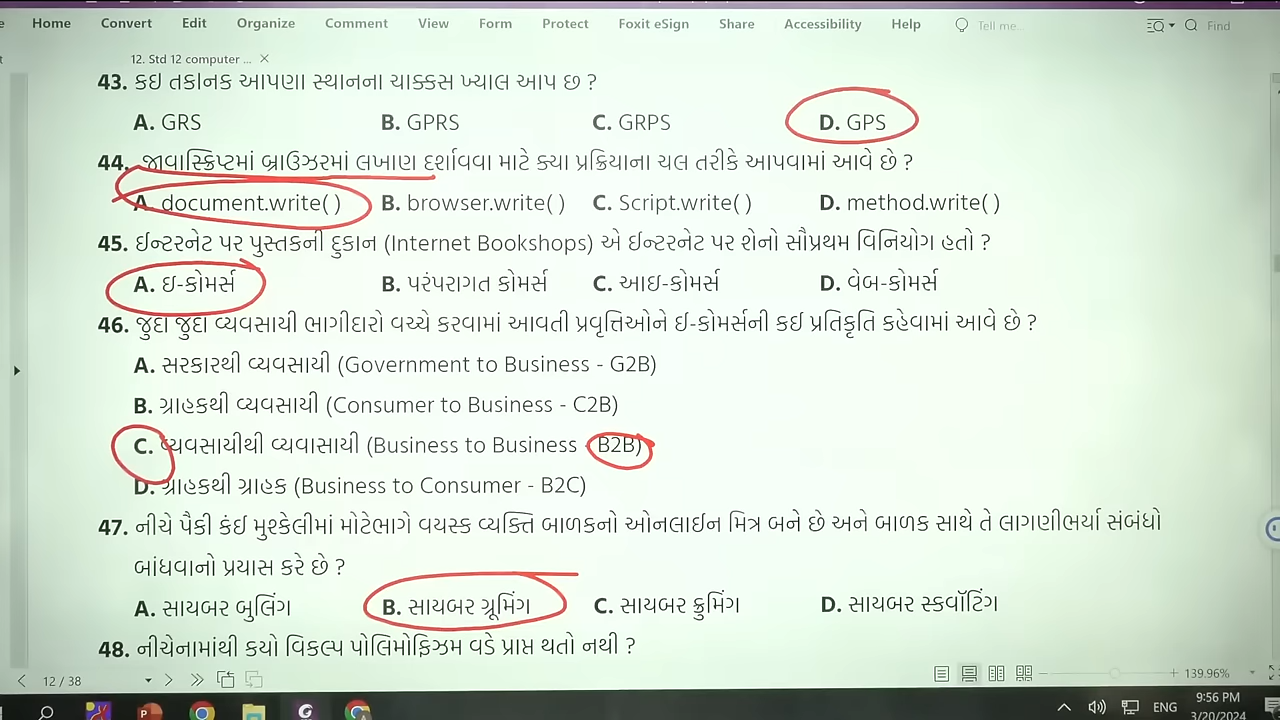 Home Convert Edit Organize Comment View Form Protect Foxit eSign Share Accessibility Help Tell me... Find
12. Std 12 computer ... ×
43. કઇ તકનિક આપણા સ્થાનના ચોક્કસ ખ્યાલ આપે છે ?
A. GRS B. GPRS C. GRPS D. GPS
44. જાવાસ્ક્રિપ્ટમાં બ્રાઉઝરમાં લખાણ દર્શાવવા માટે ક્યા પ્રક્રિયાના ચલ તરીકે આપવામાં આવે છે ?
A. document.write( ) B. browser.write( ) C. Script.write( ) D. method.write( )
45. ઈન્ટરનેટ પર પુસ્તકની દુકાન (Internet Bookshops) એ ઈન્ટરનેટ પર શેનો સૌપ્રથમ વિનિયોગ હતો ?
A. ઇ-કોમર્સ B. પરંપરાગત કોમર્સ C. આઇ-કોમર્સ D. વેબ-કોમર્સ
46. જુદા જુદા વ્યવસાયી ભાગીદારો વચ્ચે કરવામાં આવતી પ્રવૃત્તિઓને ઈ-કોમર્સની કઈ પ્રતિકૃતિ કહેવામાં આવે છે ?
A. સરકારથી વ્યવસાયી (Government to Business - G2B)
B. ગ્રાહકથી વ્યવસાયી (Consumer to Business - C2B)
C. વ્યવસાયીથી વ્યવાસાયી (Business to Business - B2B)
D. ગ્રાહકથી ગ્રાહક (Business to Consumer - B2C)
47. નીચે પૈકી કંઈ મુશ્કેલીમાં મોટેભાગે વયસ્ક વ્યક્તિ બાળકનો ઓનલાઈન મિત્ર બને છે અને બાળક સાથે તે લાગણીભર્યા સંબંધો
બાંધવાનો પ્રયાસ કરે છે ?
A. સાયબર બુલિંગ B. સાયબર ગ્રૂમિંગ C. સાયબર ક્રુમિંગ D. સાયબર સ્કવૉટિંગ
48. નીચેનામાંથી કયો વિકલ્પ પોલિમોર્ફિઝમ વડે પ્રાપ્ત થતો નથી ?
12 / 38 139.96%
ENG 9:56 PM
3/20/2024